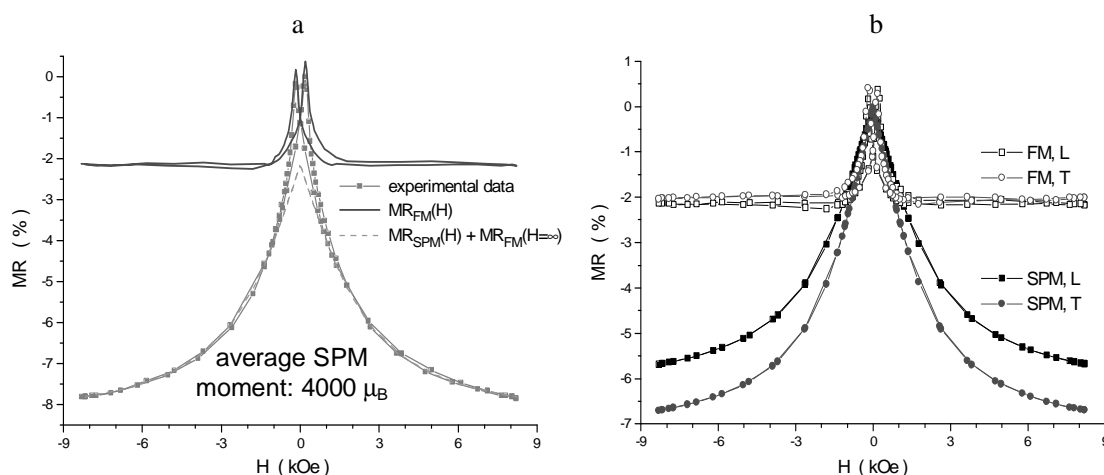 a
0
-1
-2
-3
-4
-5
-6
-7
-8
MR ( % )
experimental data
MR_FM(H)
MR_SPM(H) + MR_FM(H=∞)
average SPM
moment: 4000 μ_B
-9 -6 -3 0 3 6 9
H ( kOe )
b
1
0
-1
-2
-3
-4
-5
-6
-7
MR ( % )
FM, L
FM, T
SPM, L
SPM, T
-9 -6 -3 0 3 6 9
H ( kOe )